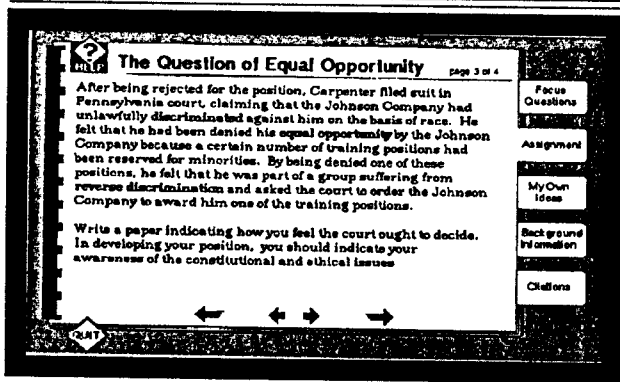 ?
HELP
The Question of Equal Opportunity
page 3 of 4
After being rejected for the position, Carpenter filed suit in
Pennsylvania court, claiming that the Johnson Company had
unlawfully discriminated against him on the basis of race. He
felt that he had been denied his equal opportunity by the Johnson
Company because a certain number of training positions had
been reserved for minorities. By being denied one of these
positions, he felt that he was part of a group suffering from
reverse discrimination and asked the court to order the Johnson
Company to award him one of the training positions.
Write a paper indicating how you feel the court ought to decide.
In developing your position, you should indicate your
awareness of the constitutional and ethical issues
Focus
Questions
Assignment
My Own
Ideas
Background
Information
Citations
QUIT